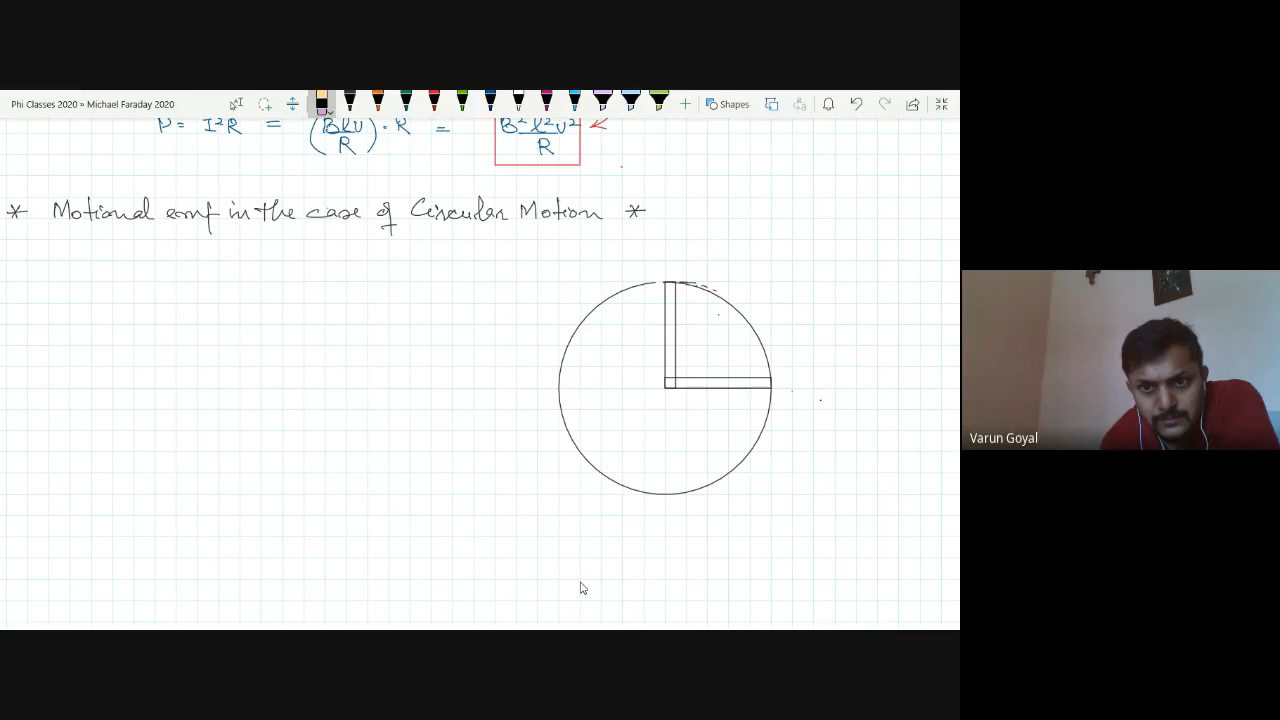 Phi Classes 2020 » Michael Faraday 2020
Shapes
P = I²R = (Blv/R)· R = B²l²v²/R
* Motional emf in the case of Circular Motion *
Varun Goyal